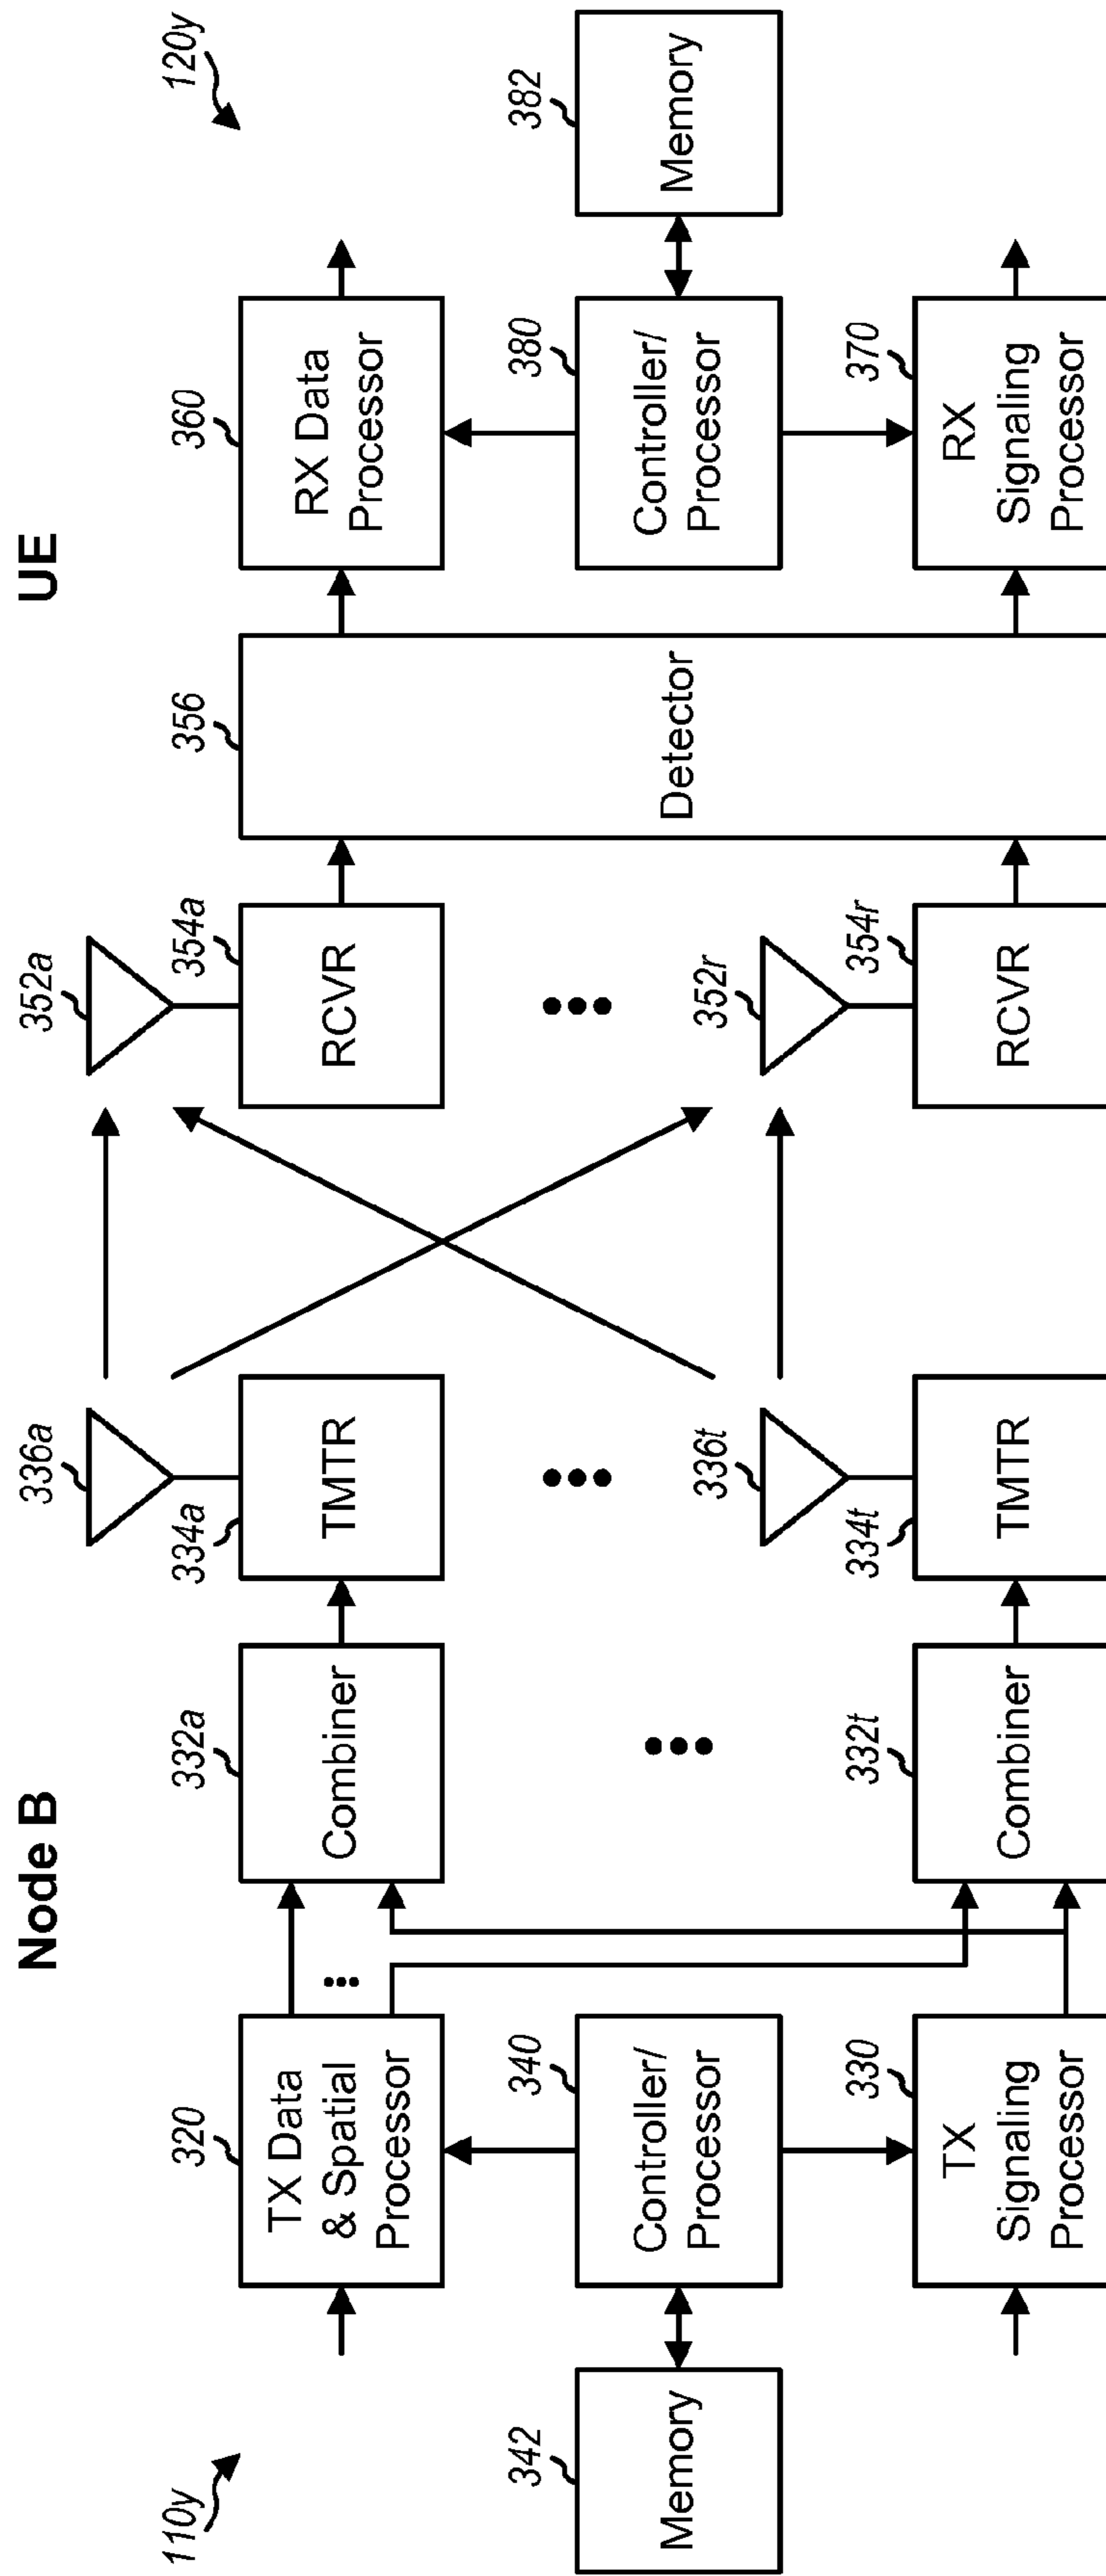 Node B
UE
110y
120y
336a
352a
320
332a
334a
354a
356
360
TX Data
& Spatial
Processor
Combiner
TMTR
RCVR
RX Data
Processor
342
340
380
382
Memory
Controller/
Processor
Detector
Controller/
Processor
Memory
336t
352r
330
332t
334t
354r
370
TX
Signaling
Processor
Combiner
TMTR
RCVR
RX
Signaling
Processor